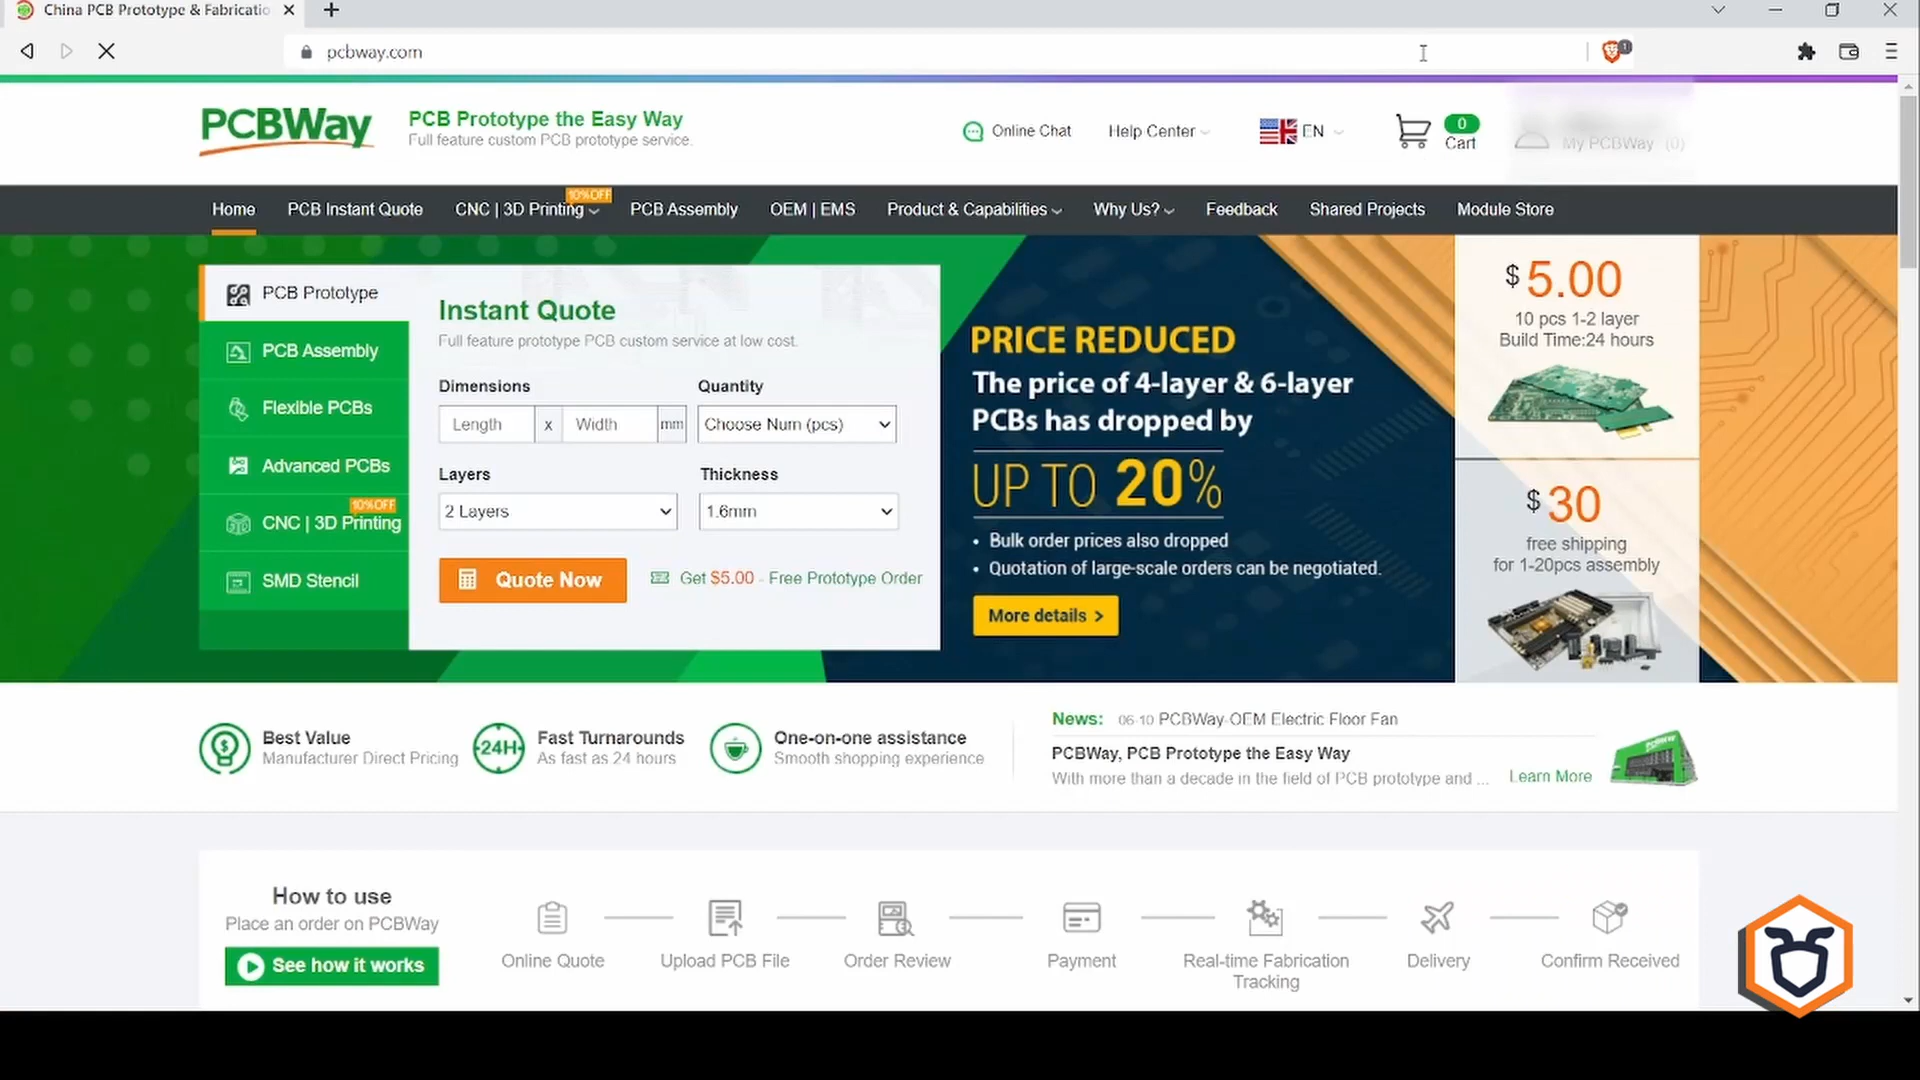 China PCB Prototype & Fabricatio
pcbway.com
1
PCBWay
PCB Prototype the Easy Way
Full feature custom PCB prototype service.
Online Chat
Help Center
EN
0
Cart
My PCBWay (0)
10%OFF
Home
PCB Instant Quote
CNC | 3D Printing
PCB Assembly
OEM | EMS
Product & Capabilities
Why Us?
Feedback
Shared Projects
Module Store
PCB Prototype
PCB Assembly
Flexible PCBs
Advanced PCBs
10%OFF
CNC | 3D Printing
SMD Stencil
Instant Quote
Full feature prototype PCB custom service at low cost.
Dimensions
Quantity
Length x Width mm
Choose Num (pcs)
Layers
Thickness
2 Layers
1.6mm
Quote Now
Get $5.00 - Free Prototype Order
PRICE REDUCED
The price of 4-layer & 6-layer
PCBs has dropped by
UP TO 20%
• Bulk order prices also dropped
• Quotation of large-scale orders can be negotiated.
More details >
$ 5.00
10 pcs 1-2 layer
Build Time:24 hours
$ 30
free shipping
for 1-20pcs assembly
Best Value
Manufacturer Direct Pricing
24H
Fast Turnarounds
As fast as 24 hours
One-on-one assistance
Smooth shopping experience
News: 06-10 PCBWay-OEM Electric Floor Fan
PCBWay, PCB Prototype the Easy Way
With more than a decade in the field of PCB prototype and ...
Learn More
How to use
Place an order on PCBWay
See how it works
Online Quote
Upload PCB File
Order Review
Payment
Real-time Fabrication
Tracking
Delivery
Confirm Received